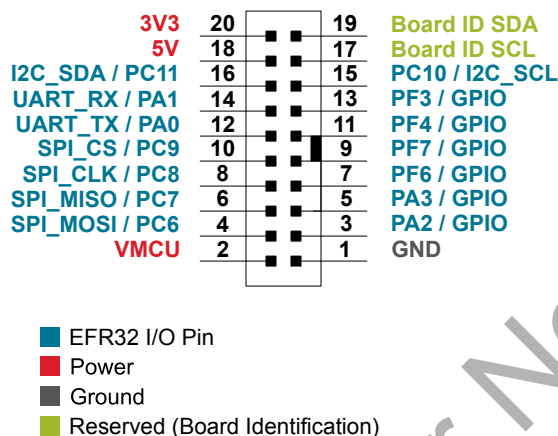 3V3 20 19 Board ID SDA
5V 18 17 Board ID SCL
I2C_SDA / PC11 16 15 PC10 / I2C_SCL
UART_RX / PA1 14 13 PF3 / GPIO
UART_TX / PA0 12 11 PF4 / GPIO
SPI_CS / PC9 10 9 PF7 / GPIO
SPI_CLK / PC8 8 7 PF6 / GPIO
SPI_MISO / PC7 6 5 PA3 / GPIO
SPI_MOSI / PC6 4 3 PA2 / GPIO
VMCU 2 1 GND
EFR32 I/O Pin
Power
Ground
Reserved (Board Identification)